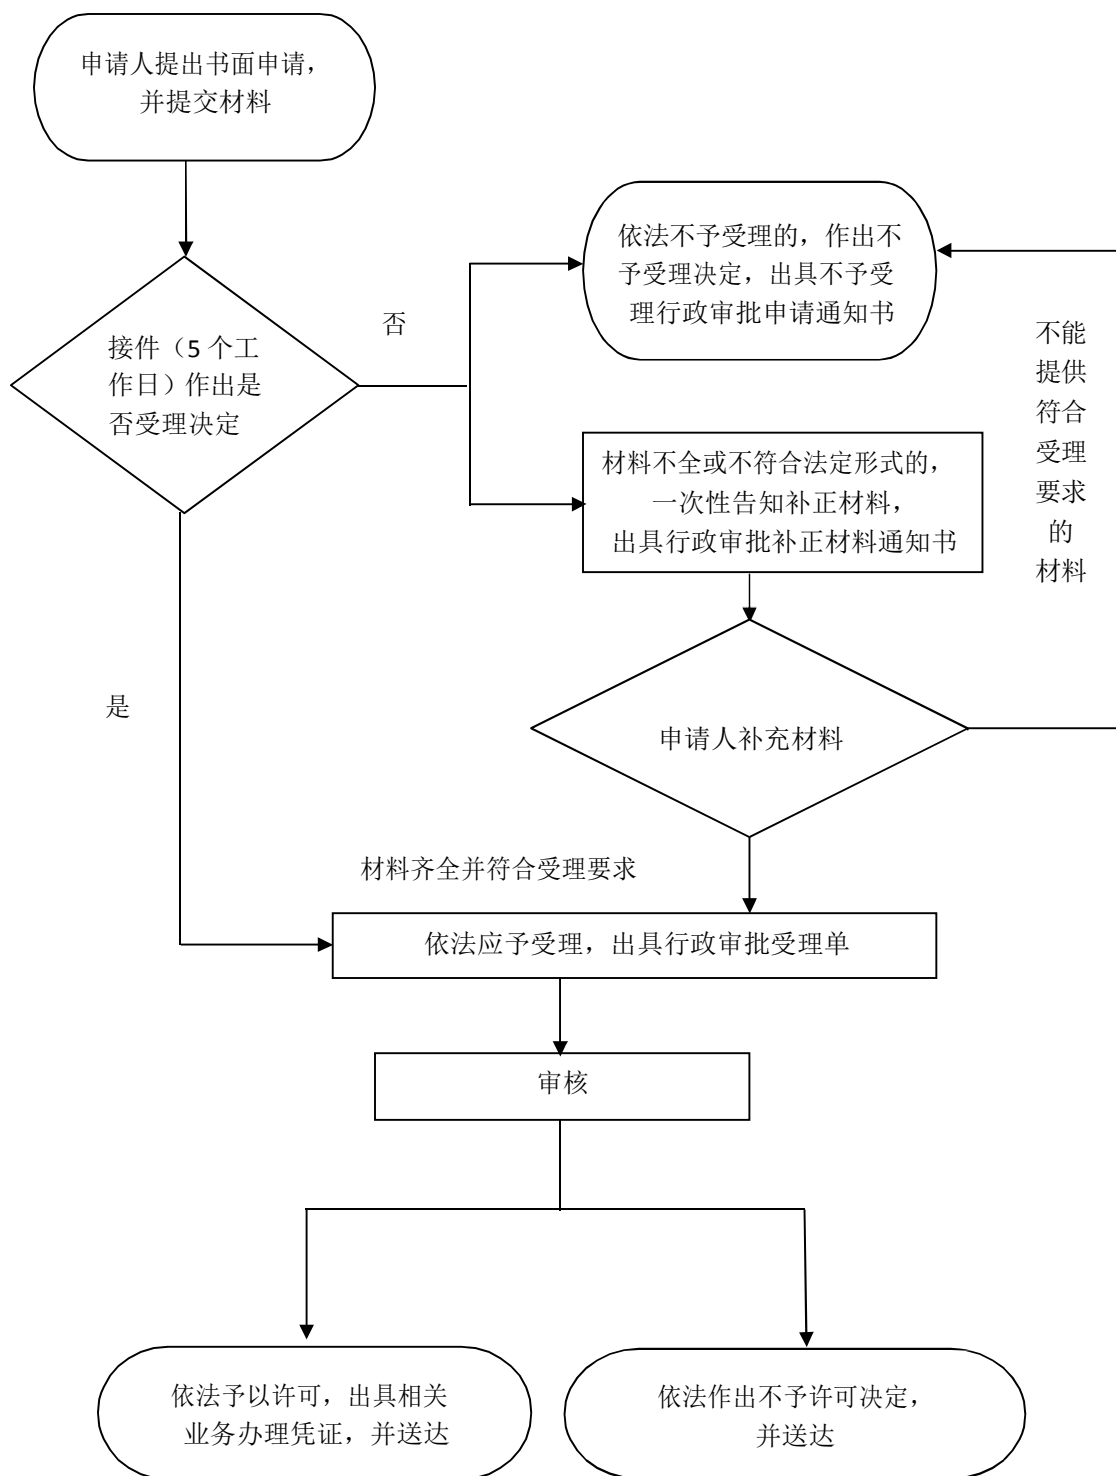 申请人提出书面申请，
并提交材料
依法不予受理的，作出不
予受理决定，出具不予受
理行政审批申请通知书
否
接件（5 个工
作日）作出是
否受理决定
不能
提供
符合
受理
要求
的
材料
材料不全或不符合法定形式的，
一次性告知补正材料，
出具行政审批补正材料通知书
是
申请人补充材料
材料齐全并符合受理要求
依法应予受理，出具行政审批受理单
审核
依法予以许可，出具相关
业务办理凭证，并送达
依法作出不予许可决定，
并送达